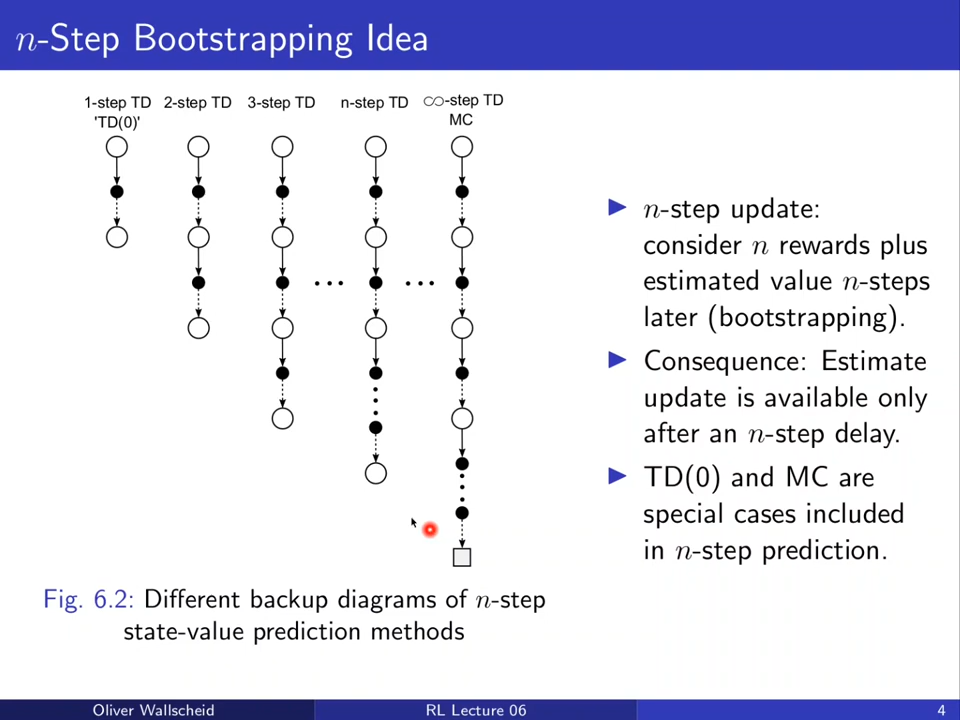 n-Step Bootstrapping Idea
1-step TD 2-step TD 3-step TD n-step TD ∞-step TD
'TD(0)' MC
▶ n-step update:
consider n rewards plus
estimated value n-steps
later (bootstrapping).
▶ Consequence: Estimate
update is available only
after an n-step delay.
▶ TD(0) and MC are
special cases included
in n-step prediction.
Fig. 6.2: Different backup diagrams of n-step
state-value prediction methods
Oliver Wallscheid RL Lecture 06 4